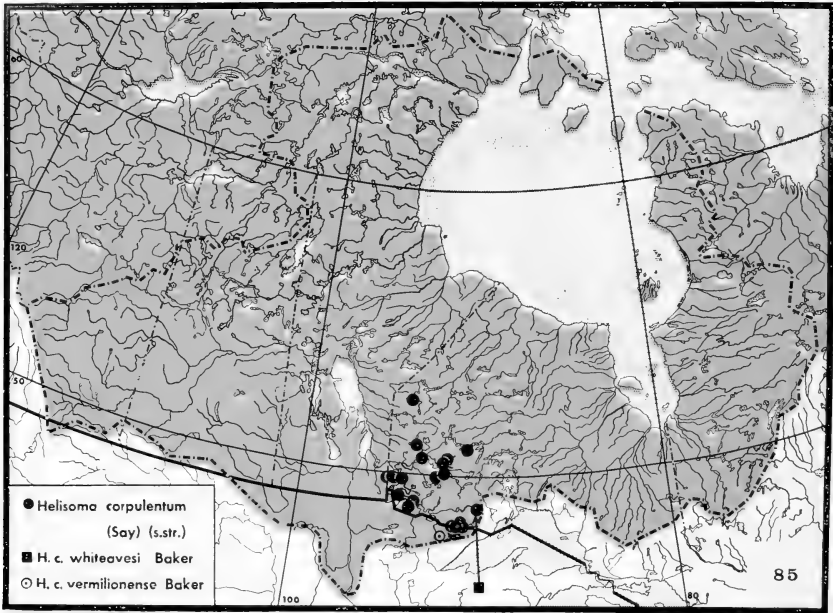 60
120
50
Helisoma corpulentum
(Say) (s.str.)
H. c. whiteavesi Baker
H. c. vermilionense Baker
100
80
85